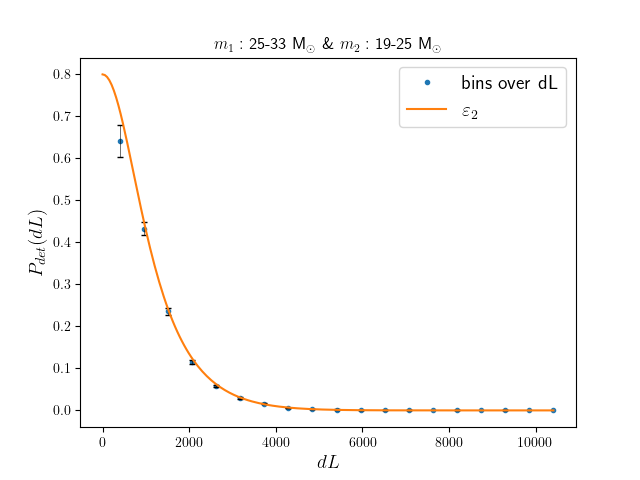 m₁ : 25-33 M⊙ & m₂ : 19-25 M⊙
bins over dL
ε₂
P_det(dL)
0.8
0.7
0.6
0.5
0.4
0.3
0.2
0.1
0.0
0 2000 4000 6000 8000 10000
dL